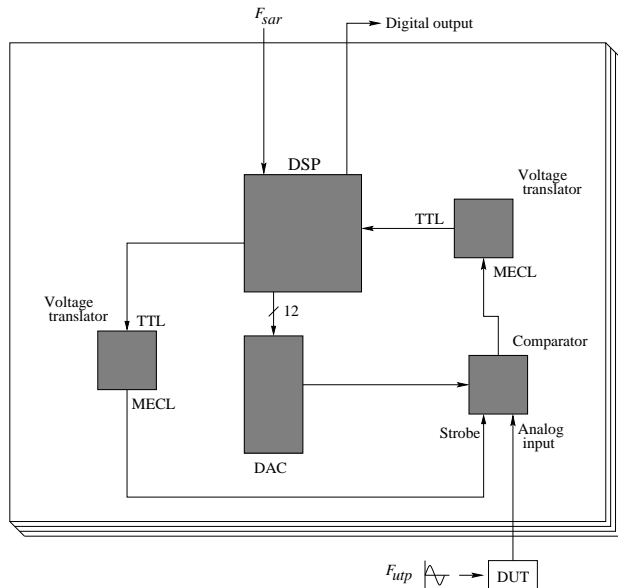 F_sar
Digital output
DSP
Voltage
translator
TTL
MECL
12
Voltage
translator
TTL
MECL
Comparator
DAC
Strobe
Analog
input
F_utp
DUT